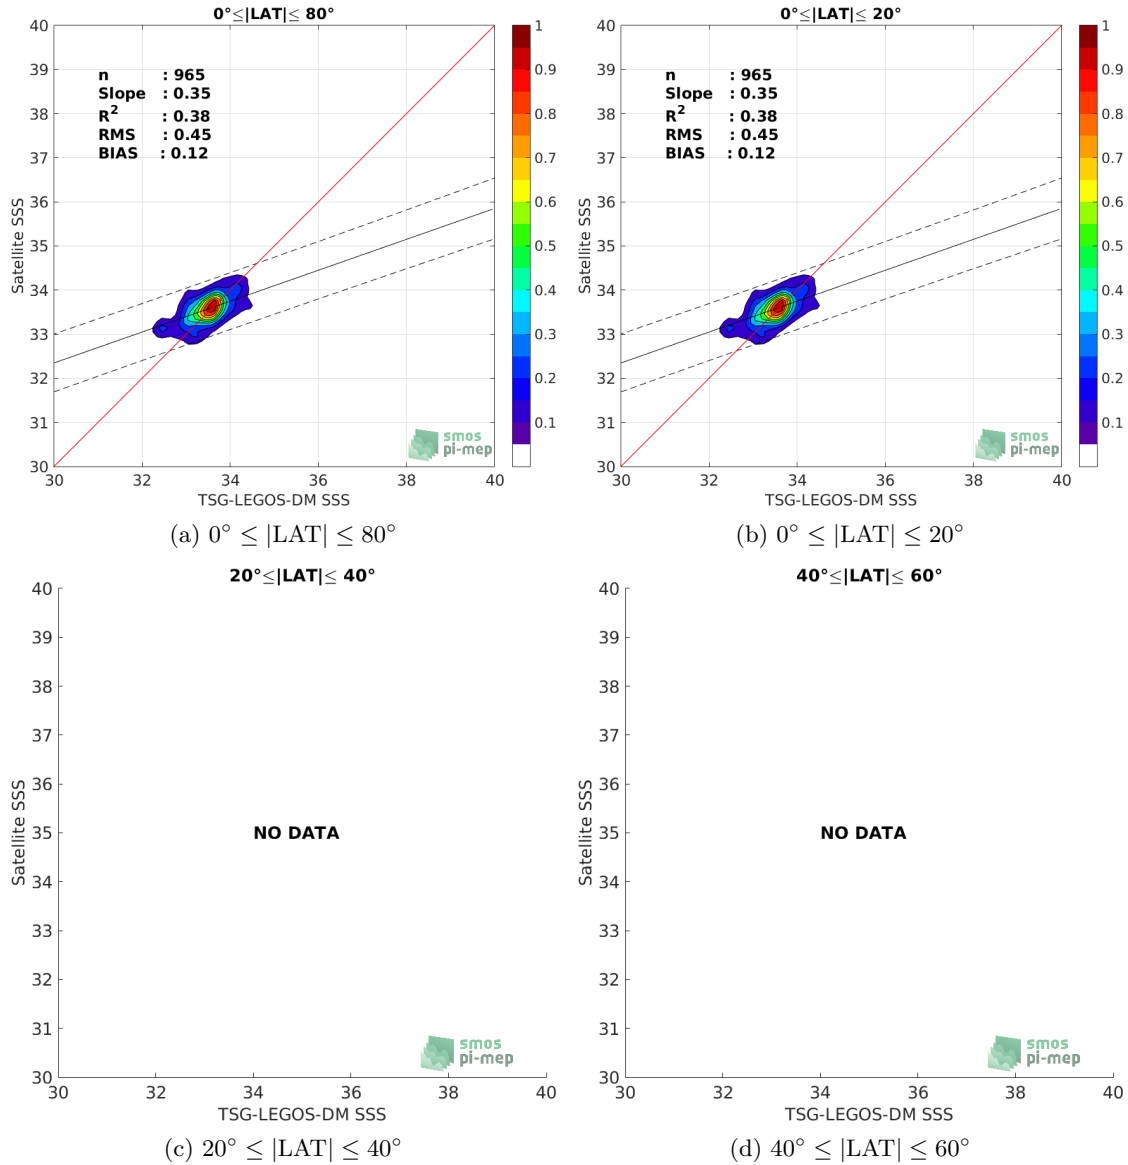 0°≤|LAT|≤ 80°
n : 965
Slope : 0.35
R2 : 0.38
RMS : 0.45
BIAS : 0.12
40
39
38
37
36
35
34
33
32
31
30
30 32 34 36 38 40
Satellite SSS
TSG-LEGOS-DM SSS
1
0.9
0.8
0.7
0.6
0.5
0.4
0.3
0.2
0.1
smos
pi-mep
(a) 0° ≤ |LAT| ≤ 80°
0°≤|LAT|≤ 20°
n : 965
Slope : 0.35
R2 : 0.38
RMS : 0.45
BIAS : 0.12
40
39
38
37
36
35
34
33
32
31
30
30 32 34 36 38 40
Satellite SSS
TSG-LEGOS-DM SSS
1
0.9
0.8
0.7
0.6
0.5
0.4
0.3
0.2
0.1
smos
pi-mep
(b) 0° ≤ |LAT| ≤ 20°
20°≤|LAT|≤ 40°
40
39
38
37
36
35
34
33
32
31
30
30 32 34 36 38 40
Satellite SSS
NO DATA
TSG-LEGOS-DM SSS
smos
pi-mep
(c) 20° ≤ |LAT| ≤ 40°
40°≤|LAT|≤ 60°
40
39
38
37
36
35
34
33
32
31
30
30 32 34 36 38 40
Satellite SSS
NO DATA
TSG-LEGOS-DM SSS
smos
pi-mep
(d) 40° ≤ |LAT| ≤ 60°